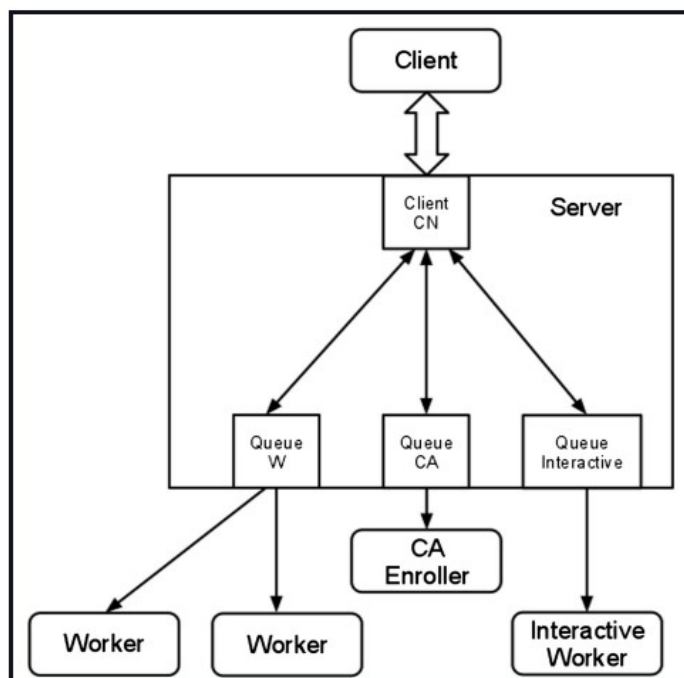 Client
Client
CN
Server
Queue
W
Queue
CA
Queue
Interactive
CA
Enroller
Worker
Worker
Interactive
Worker